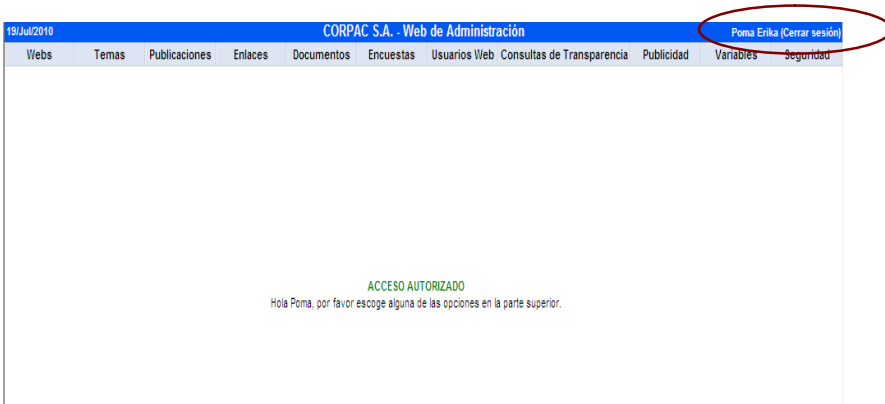 19/Jul/2010 CORPAC S.A. - Web de Administración Poma Erika (Cerrar sesión)
Webs Temas Publicaciones Enlaces Documentos Encuestas Usuarios Web Consultas de Transparencia Publicidad Variables Seguridad
ACCESO AUTORIZADO
Hola Poma, por favor escoge alguna de las opciones en la parte superior.